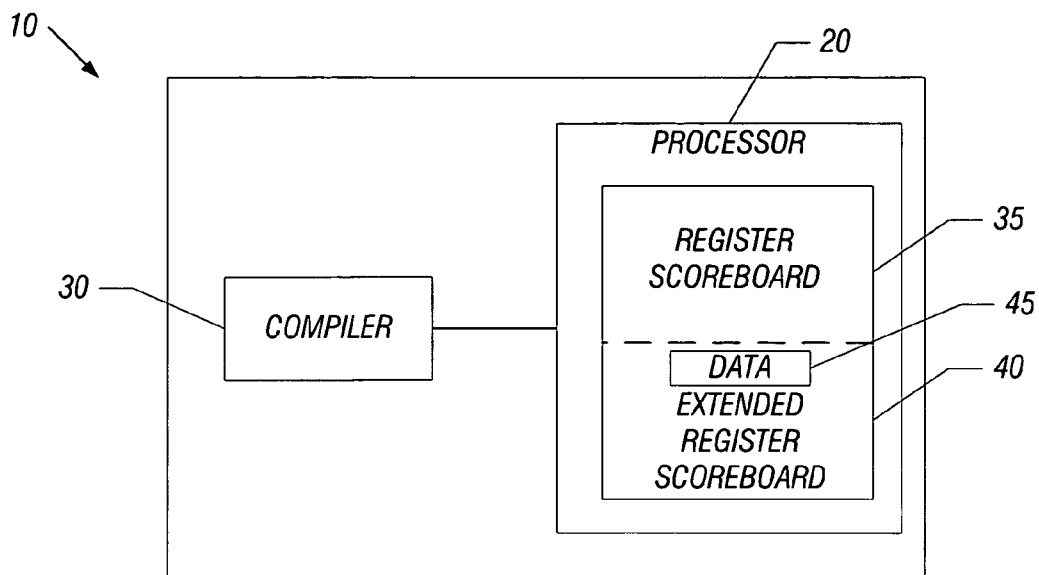 10
20
PROCESSOR
REGISTER
SCOREBOARD
35
30
COMPILER
45
DATA
40
EXTENDED
REGISTER
SCOREBOARD